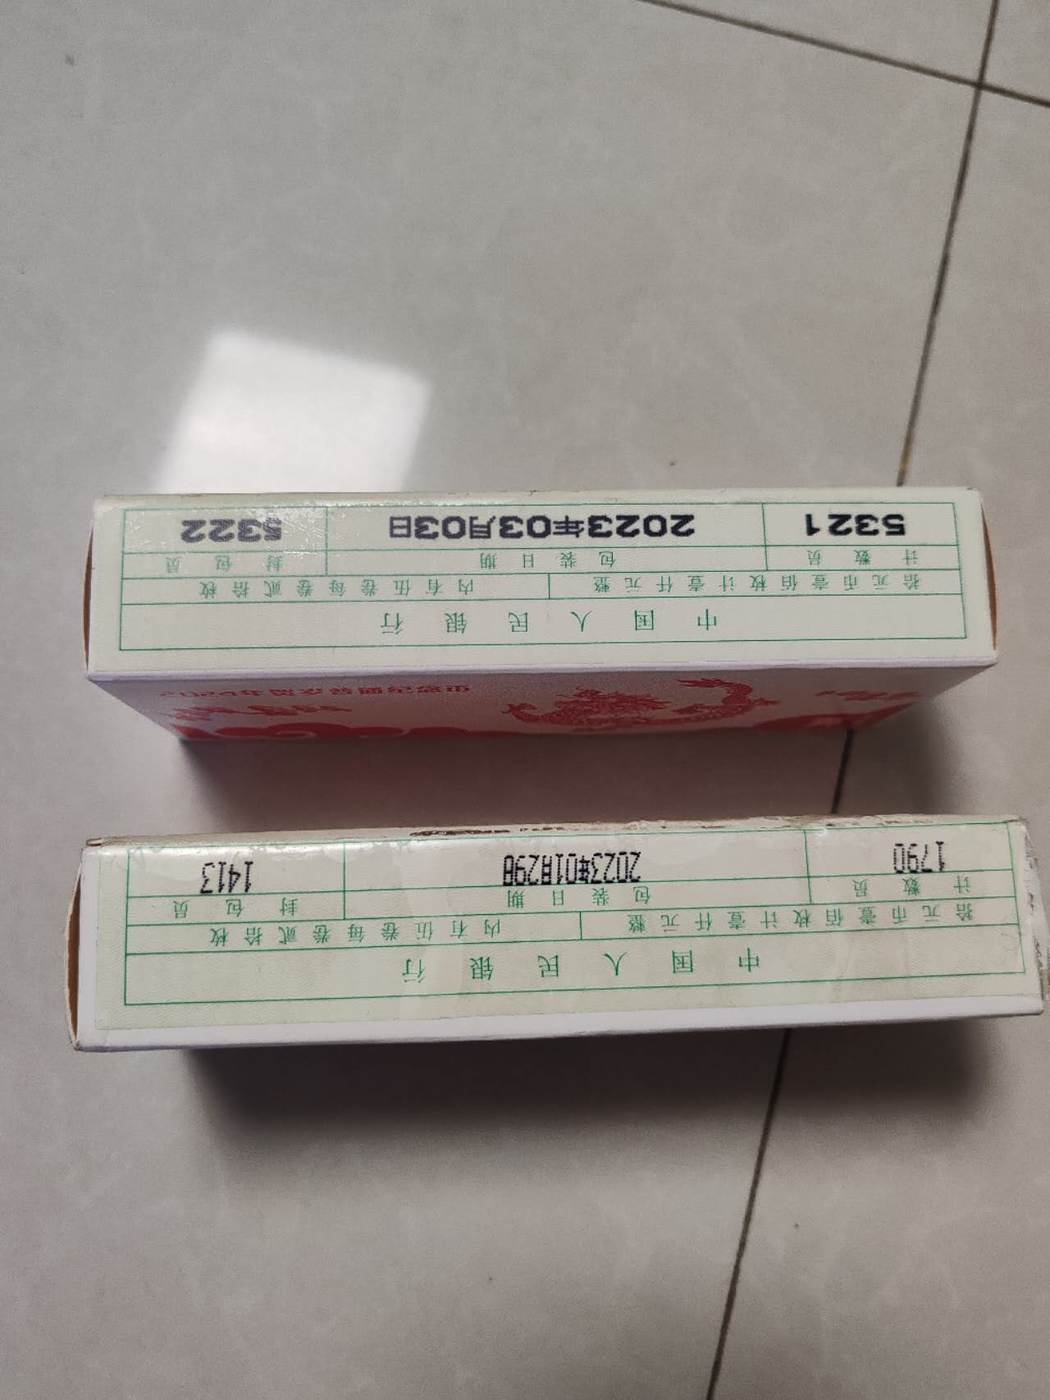 中国人民银行
拾元币壹佰枚计壹仟元整 内有伍卷每卷贰拾枚
计数员 包装日期 封包员
1790 2023年01月29日 1413
中国人民银行
拾元币壹佰枚计壹仟元整 内有伍卷每卷贰拾枚
计数员 包装日期 封包员
5321 2023年03月03日 5322